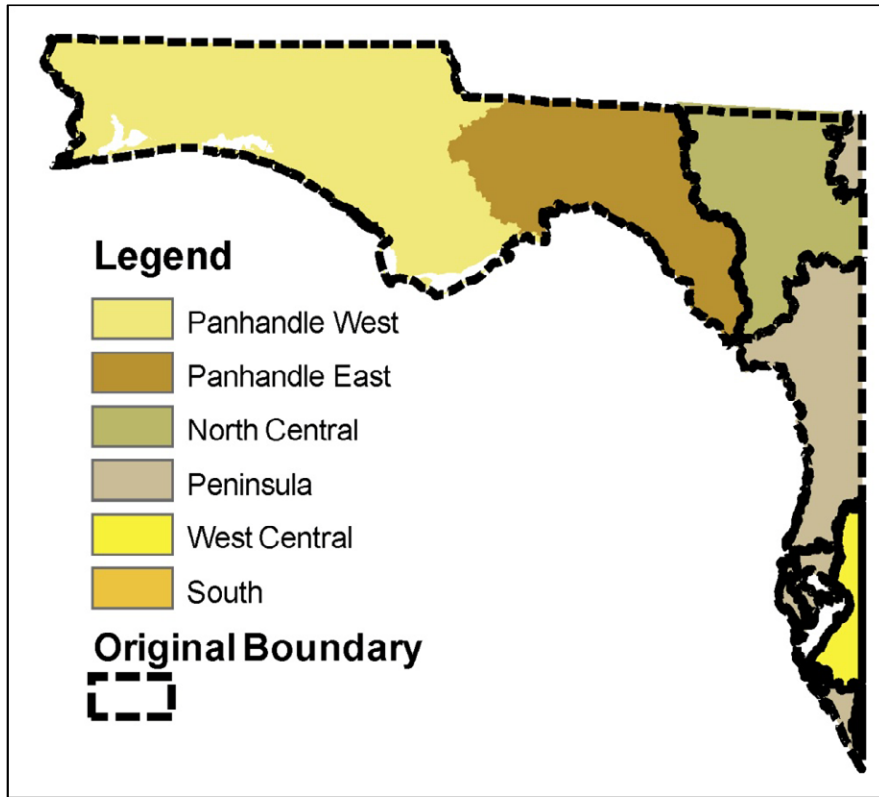 Legend
Panhandle West
Panhandle East
North Central
Peninsula
West Central
South
Original Boundary